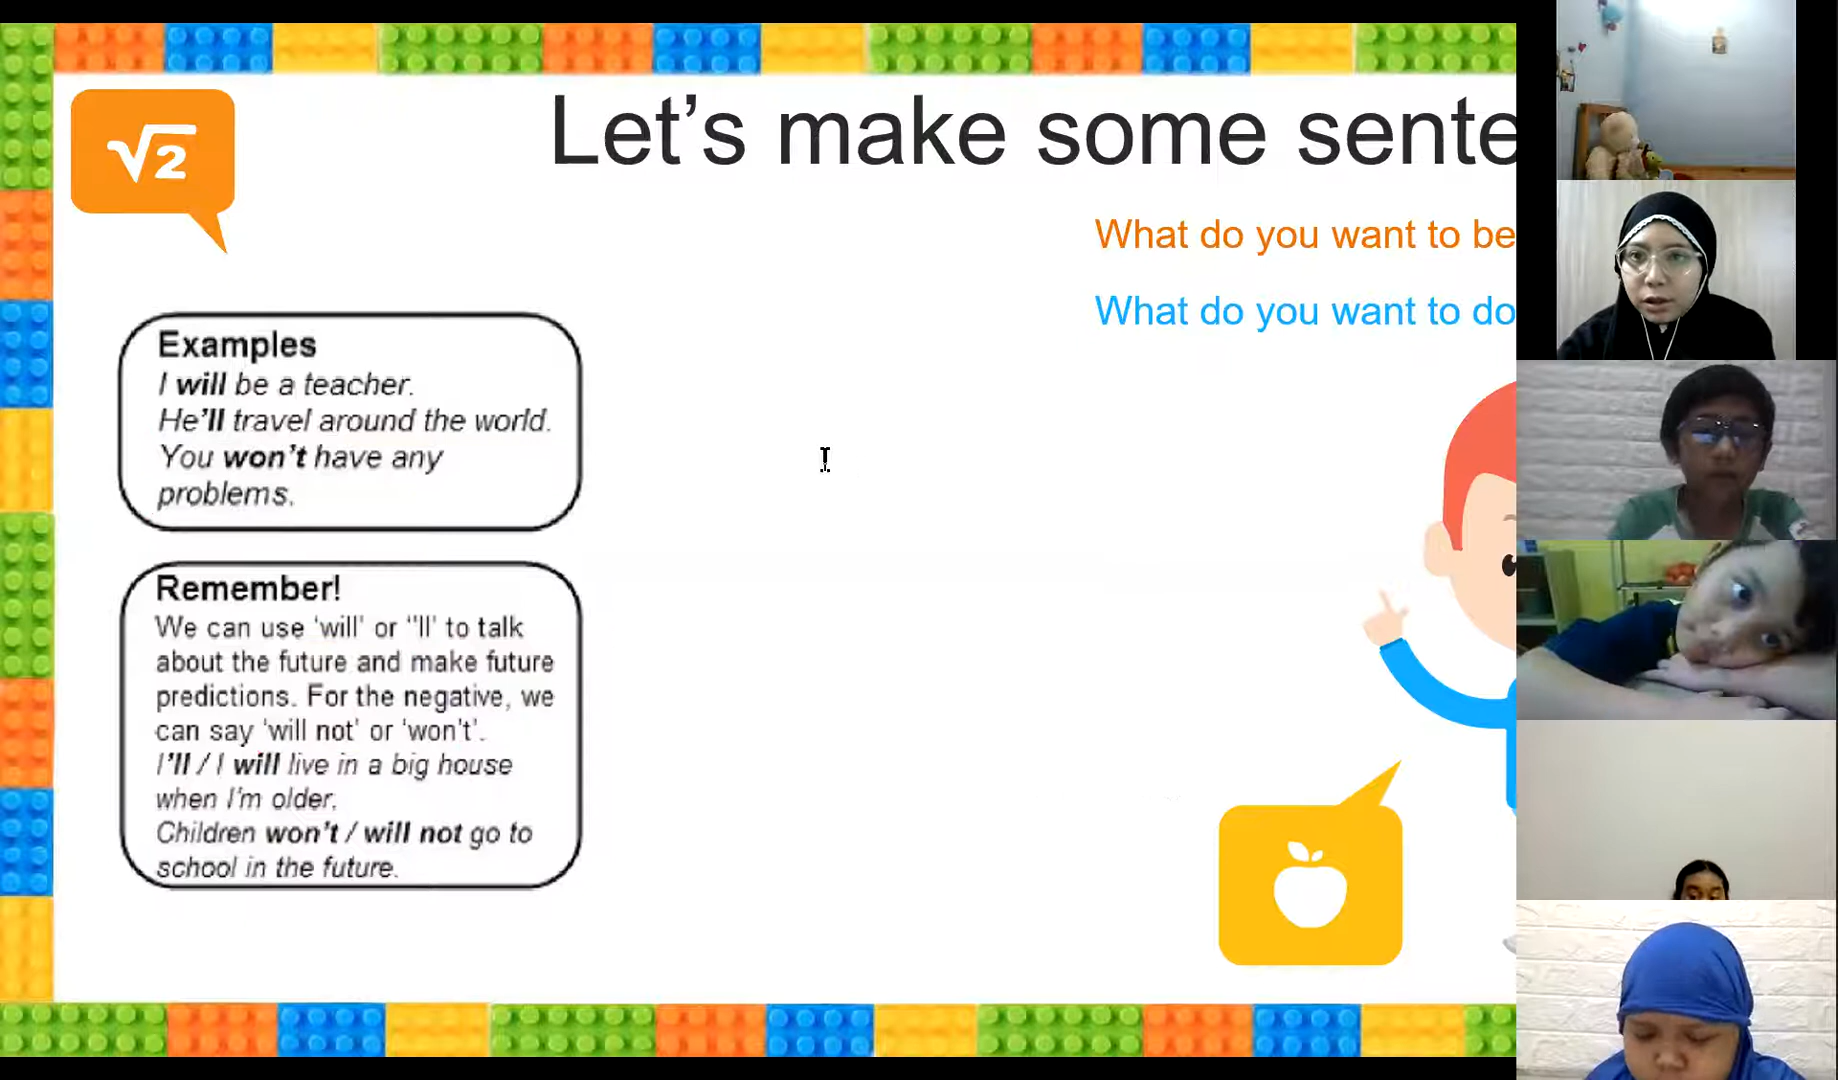 √2
Let's make some sente
What do you want to be
What do you want to do
Examples
I will be a teacher.
He'll travel around the world.
You won't have any
problems.
Remember!
We can use 'will' or ''ll' to talk
about the future and make future
predictions. For the negative, we
can say 'will not' or 'won't'.
I'll / I will live in a big house
when I'm older.
Children won't / will not go to
school in the future.